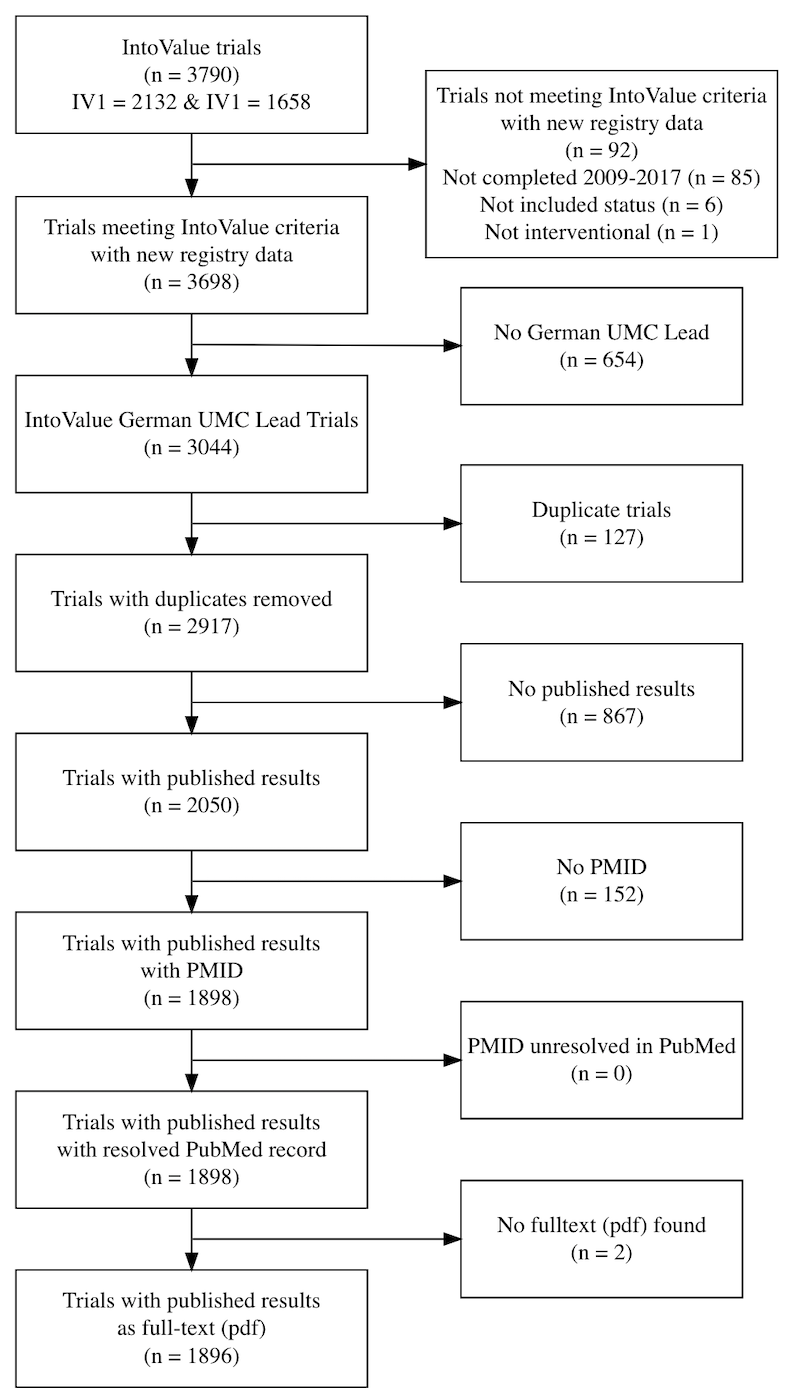 IntoValue trials
(n = 3790)
IV1 = 2132 & IV1 = 1658
Trials not meeting IntoValue criteria
with new registry data
(n = 92)
Not completed 2009-2017 (n = 85)
Not included status (n = 6)
Not interventional (n = 1)
Trials meeting IntoValue criteria
with new registry data
(n = 3698)
No German UMC Lead
(n = 654)
IntoValue German UMC Lead Trials
(n = 3044)
Duplicate trials
(n = 127)
Trials with duplicates removed
(n = 2917)
No published results
(n = 867)
Trials with published results
(n = 2050)
No PMID
(n = 152)
Trials with published results
with PMID
(n = 1898)
PMID unresolved in PubMed
(n = 0)
Trials with published results
with resolved PubMed record
(n = 1898)
No fulltext (pdf) found
(n = 2)
Trials with published results
as full-text (pdf)
(n = 1896)